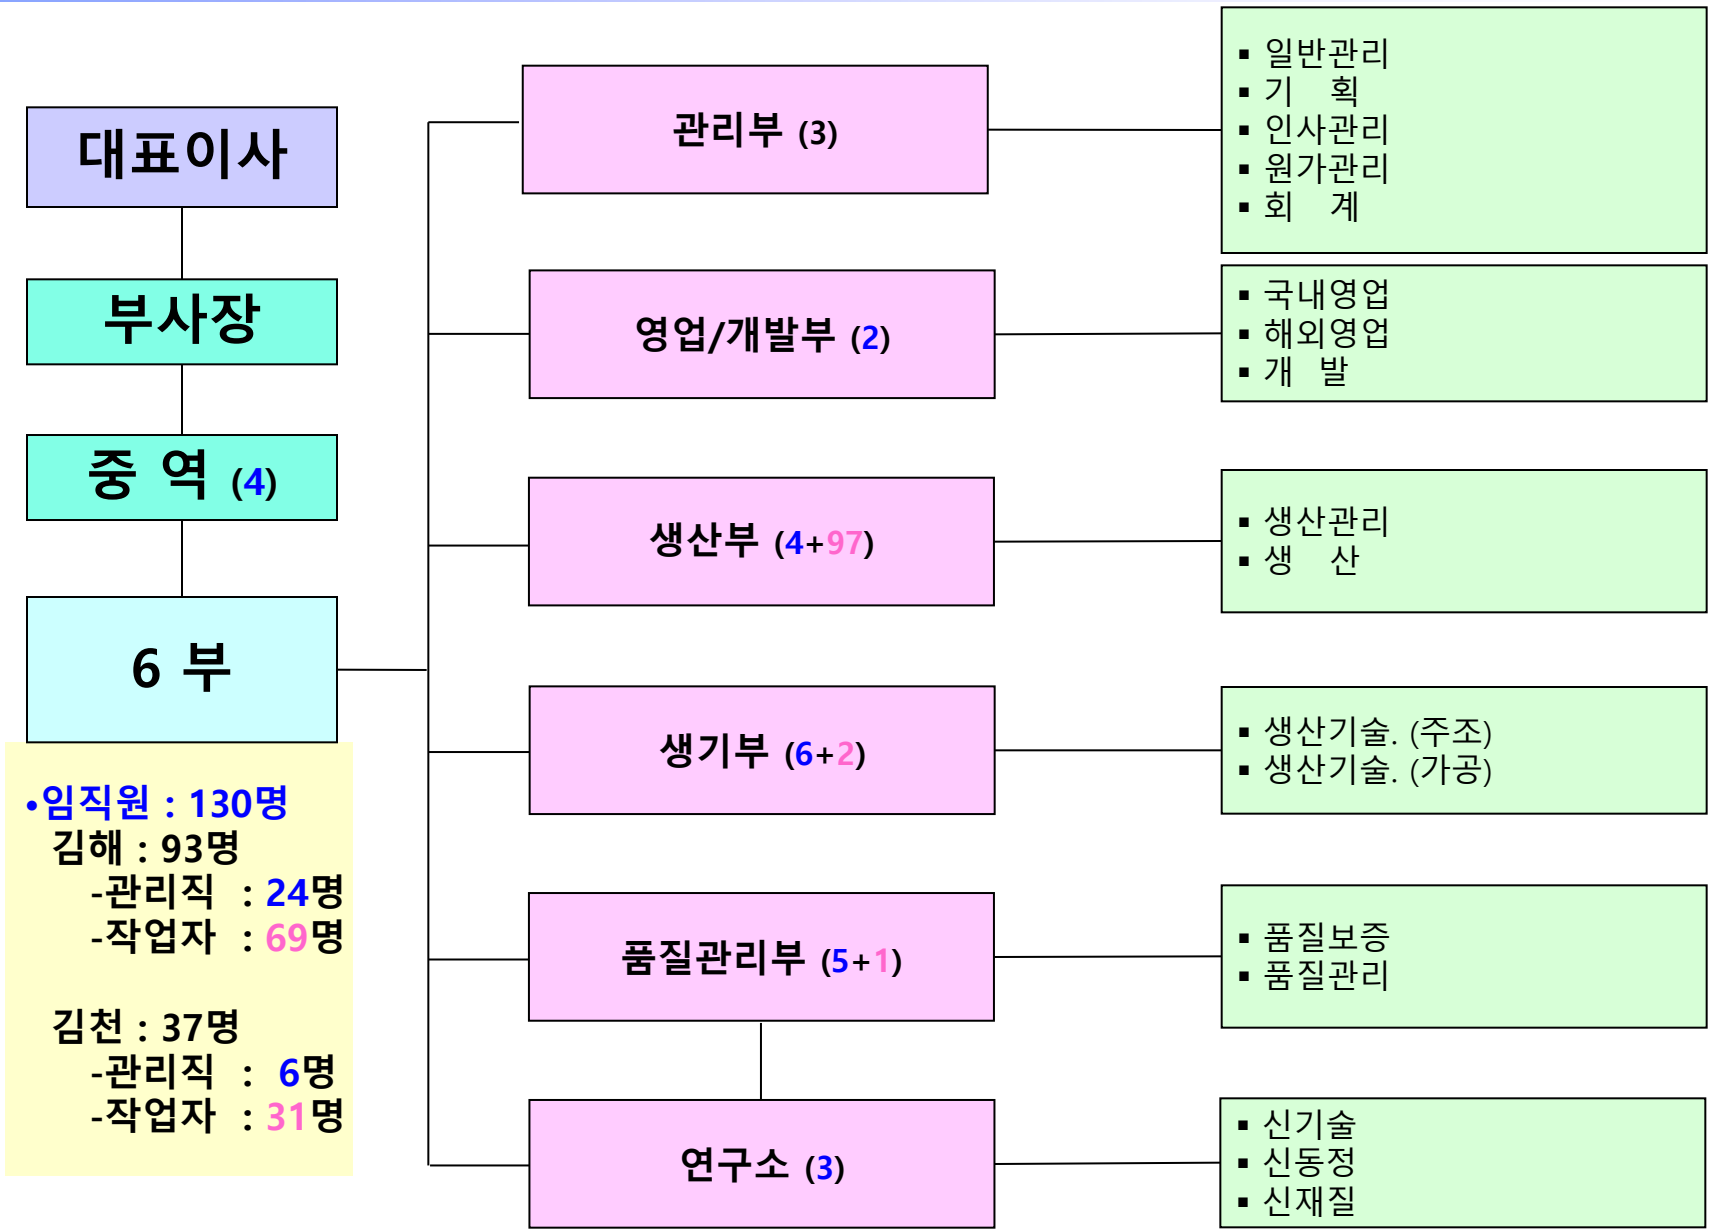 대표이사
부사장
중 역 (4)
6 부
•임직원 : 130명
김해 : 93명
-관리직 : 24명
-작업자 : 69명
김천 : 37명
-관리직 : 6명
-작업자 : 31명
관리부 (3)
▪ 일반관리
▪ 기 획
▪ 인사관리
▪ 원가관리
▪ 회 계
영업/개발부 (2)
▪ 국내영업
▪ 해외영업
▪ 개 발
생산부 (4+97)
▪ 생산관리
▪ 생 산
생기부 (6+2)
▪ 생산기술. (주조)
▪ 생산기술. (가공)
품질관리부 (5+1)
▪ 품질보증
▪ 품질관리
연구소 (3)
▪ 신기술
▪ 신동정
▪ 신재질